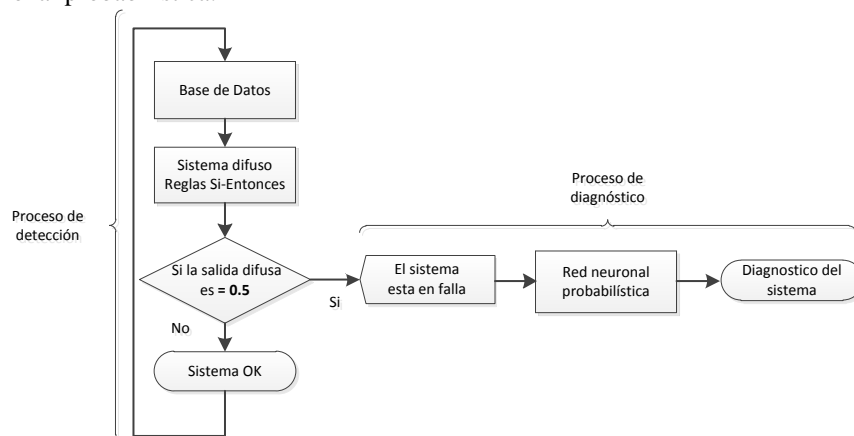 Base de Datos
Sistema difuso
Reglas Si-Entonces
Proceso de
detección
Si la salida difusa
es = 0.5
Si
No
Sistema OK
Proceso de
diagnóstico
El sistema
esta en falla
Red neuronal
probabilística
Diagnostico del
sistema